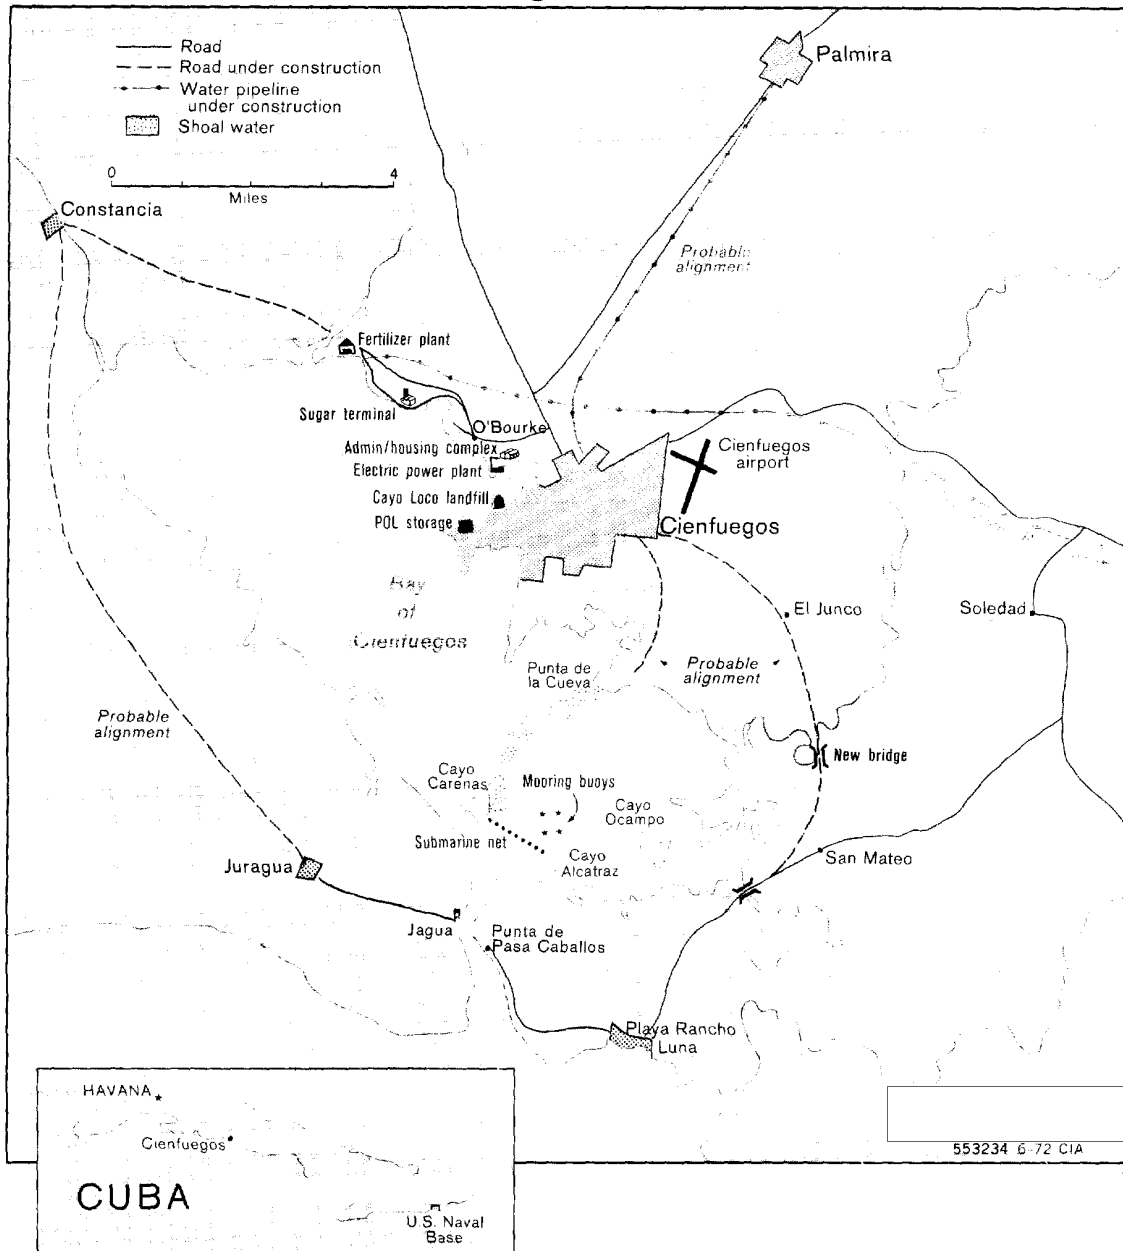 Road
Road under construction
Water pipeline
under construction
Shoal water
0
4
Miles
Palmira
Constancia
Probable
alignment
Fertilizer plant
Sugar terminal
O'Bourke
Admin/housing complex
Electric power plant
Cayo Loco landfill
POL storage
Cienfuegos
airport
Cienfuegos
Bay
of
Cienfuegos
El Junco
Soledad
Punta de
la Cueva
Probable
alignment
Probable
alignment
New bridge
Cayo
Carenas
Mooring buoys
Cayo
Ocampo
Submarine net
Cayo
Alcatraz
San Mateo
Juragua
Jagua
Punta de
Pasa Caballos
Playa Rancho
Luna
HAVANA
Cienfuegos
CUBA
U.S. Naval
Base
553234 6-72 CIA